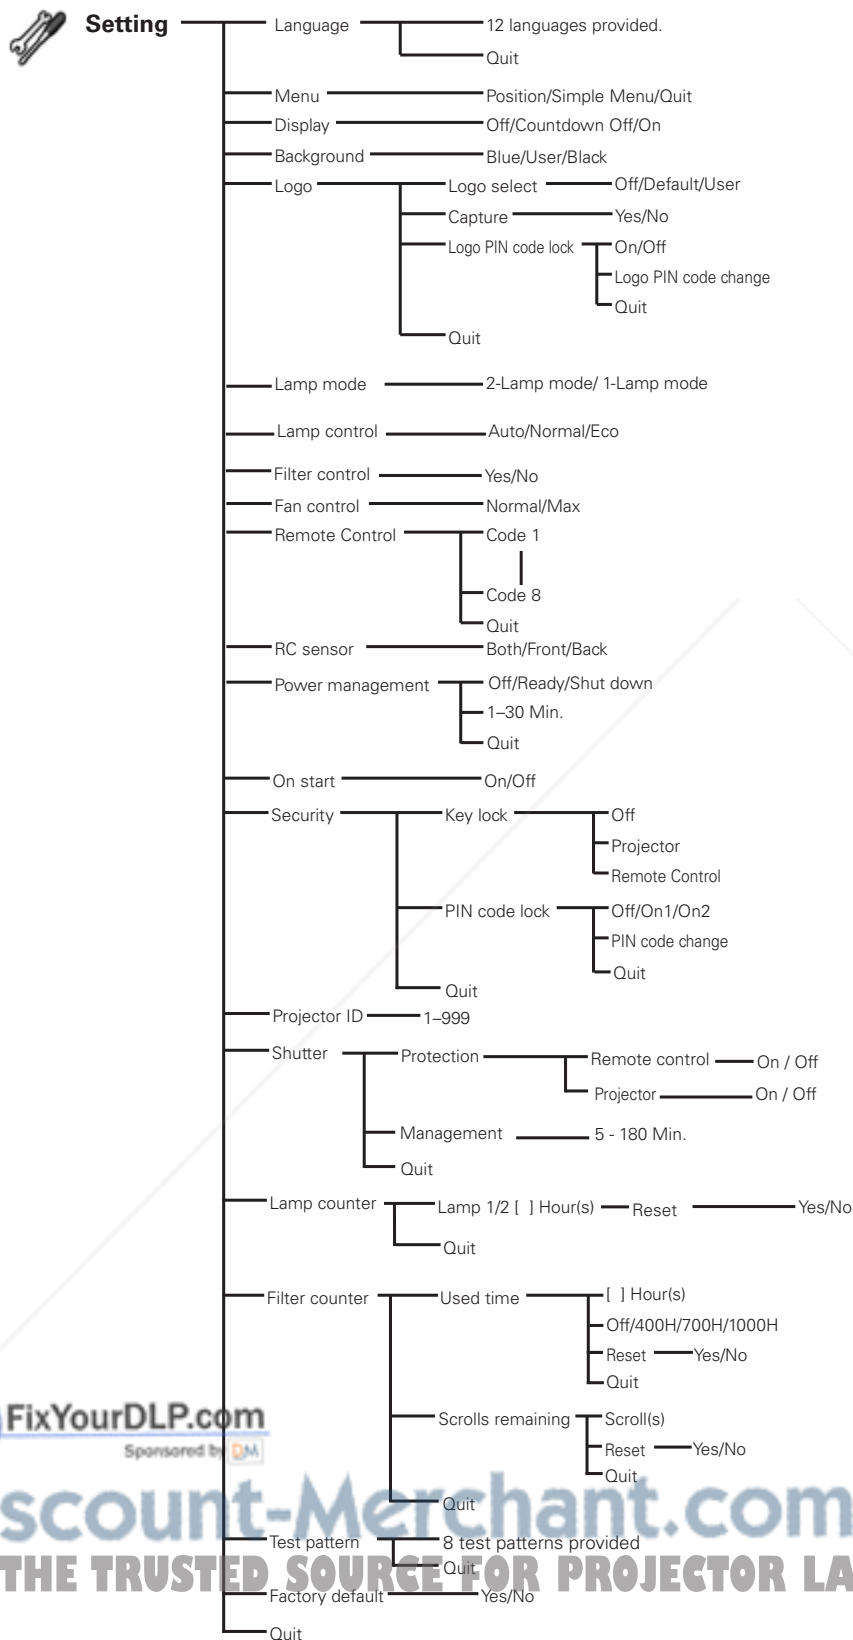 Setting
Language 12 languages provided.
Quit
Menu Position/Simple Menu/Quit
Display Off/Countdown Off/On
Background Blue/User/Black
Logo Logo select Off/Default/User
Capture Yes/No
Logo PIN code lock On/Off
Logo PIN code change
Quit
Quit
Lamp mode 2-Lamp mode/ 1-Lamp mode
Lamp control Auto/Normal/Eco
Filter control Yes/No
Fan control Normal/Max
Remote Control Code 1
Code 8
Quit
RC sensor Both/Front/Back
Power management Off/Ready/Shut down
1–30 Min.
Quit
On start On/Off
Security Key lock Off
Projector
Remote Control
PIN code lock Off/On1/On2
PIN code change
Quit
Quit
Projector ID 1–999
Shutter Protection Remote control On / Off
Projector On / Off
Management 5 - 180 Min.
Quit
Lamp counter Lamp 1/2 [ ] Hour(s) Reset Yes/No
Quit
Filter counter Used time [ ] Hour(s)
Off/400H/700H/1000H
Reset Yes/No
Quit
Scrolls remaining Scroll(s)
Reset Yes/No
Quit
Quit
Test pattern 8 test patterns provided
Quit
Factory default Yes/No
Quit
FixYourDLP.com
Sponsored by DM
scount-Merchant.com
THE TRUSTED SOURCE FOR PROJECTOR LA